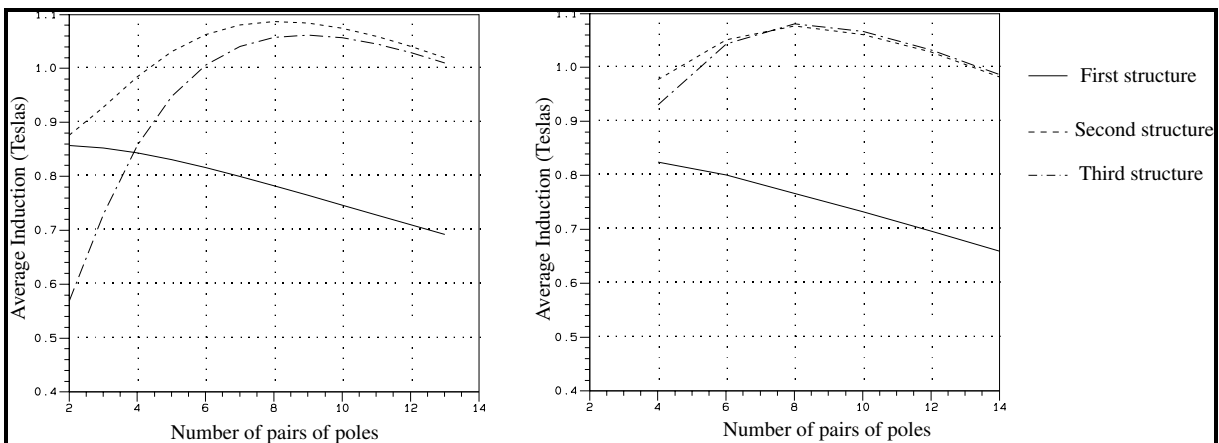 1.1
1.0
0.9
0.8
0.7
0.6
0.5
0.4
Average Induction (Teslas)
2 4 6 8 10 12 14
Number of pairs of poles
1.1
1.0
0.9
0.8
0.7
0.6
0.5
0.4
Average Induction (Teslas)
2 4 6 8 10 12 14
Number of pairs of poles
First structure
Second structure
Third structure